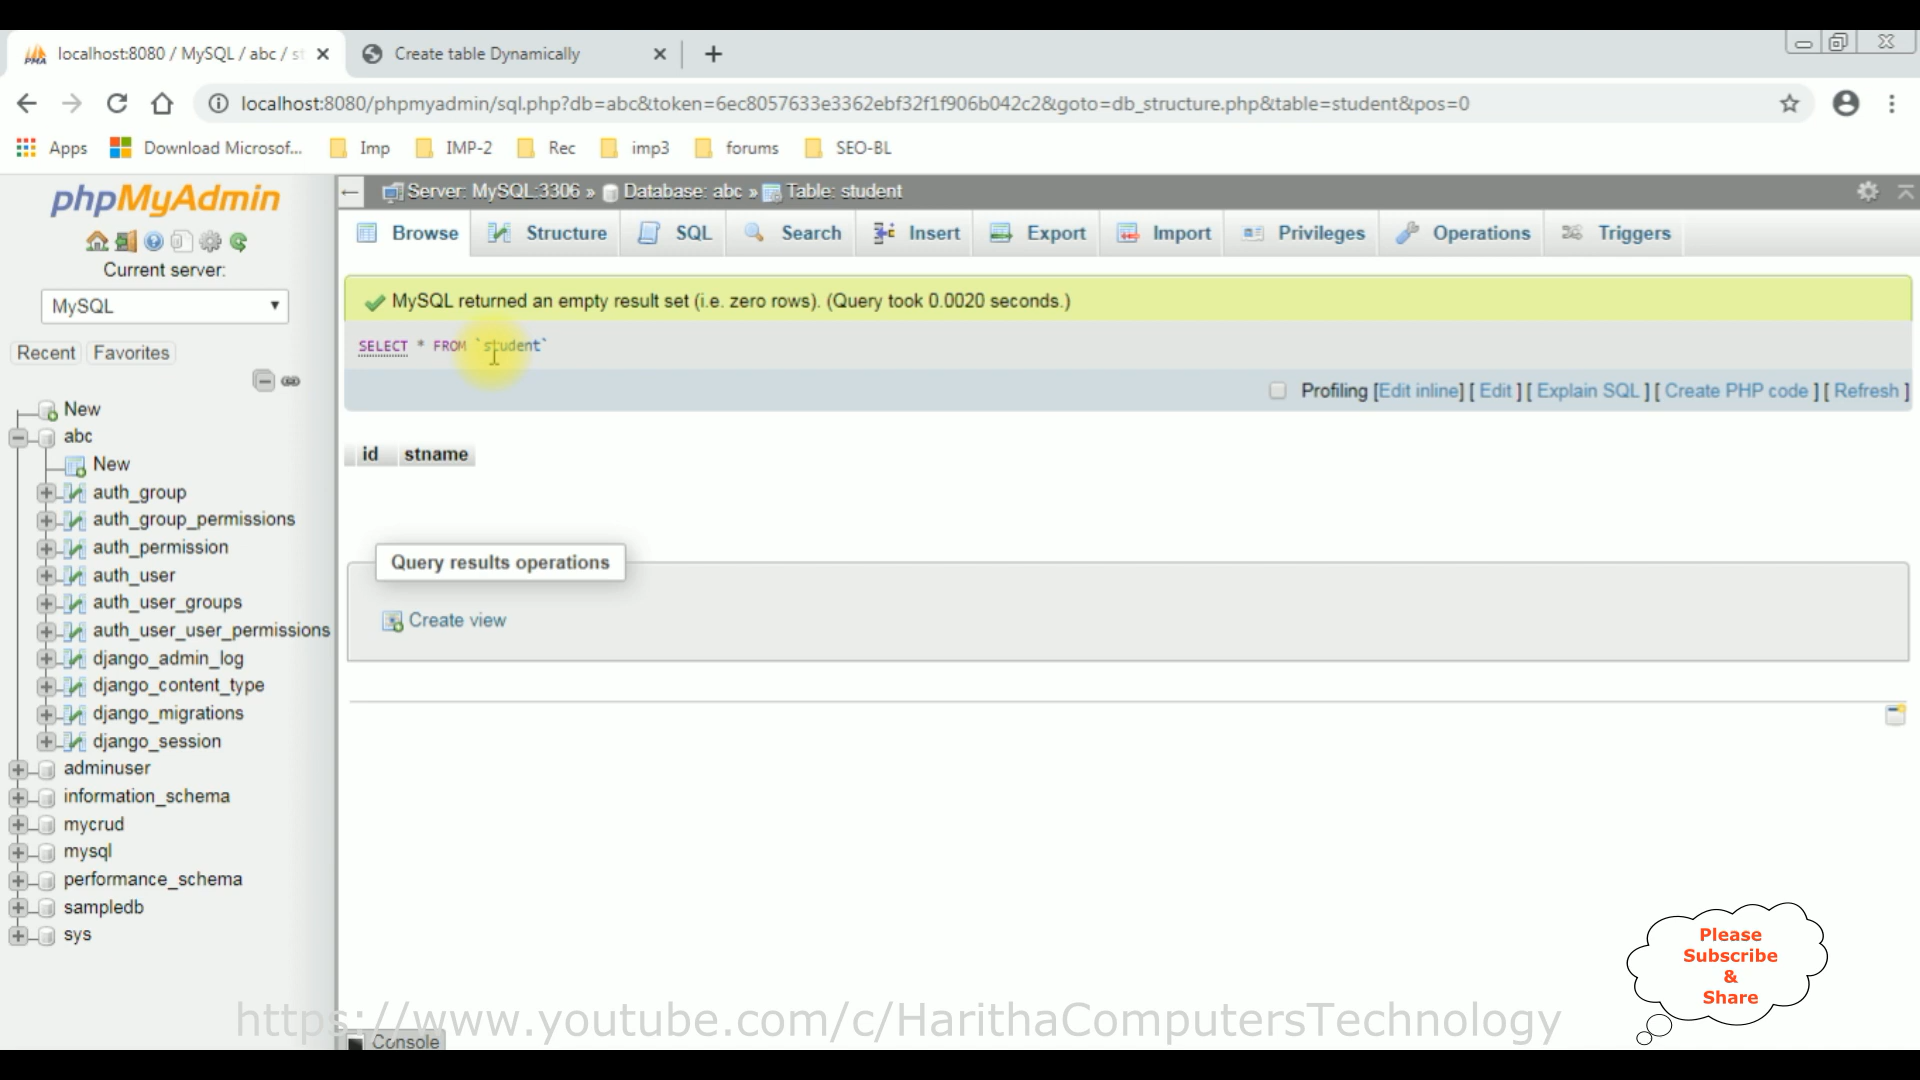 localhost:8080 / MySQL / abc / st
Create table Dynamically
localhost:8080/phpmyadmin/sql.php?db=abc&token=6ec8057633e3362ebf32f1f906b042c2&goto=db_structure.php&table=student&pos=0
Apps
Download Microsof...
Imp
IMP-2
Rec
imp3
forums
SEO-BL
phpMyAdmin
Current server:
MySQL
Recent
Favorites
New
abc
New
auth_group
auth_group_permissions
auth_permission
auth_user
auth_user_groups
auth_user_user_permissions
django_admin_log
django_content_type
django_migrations
django_session
adminuser
information_schema
mycrud
mysql
performance_schema
sampledb
sys
Server: MySQL:3306 » Database: abc » Table: student
Browse
Structure
SQL
Search
Insert
Export
Import
Privileges
Operations
Triggers
MySQL returned an empty result set (i.e. zero rows). (Query took 0.0020 seconds.)
SELECT * FROM `student`
Profiling [Edit inline] [ Edit ] [ Explain SQL ] [ Create PHP code ] [ Refresh ]
id stname
Query results operations
Create view
Please
Subscribe
&
Share
https://www.youtube.com/c/HarithaComputersTechnology
Console